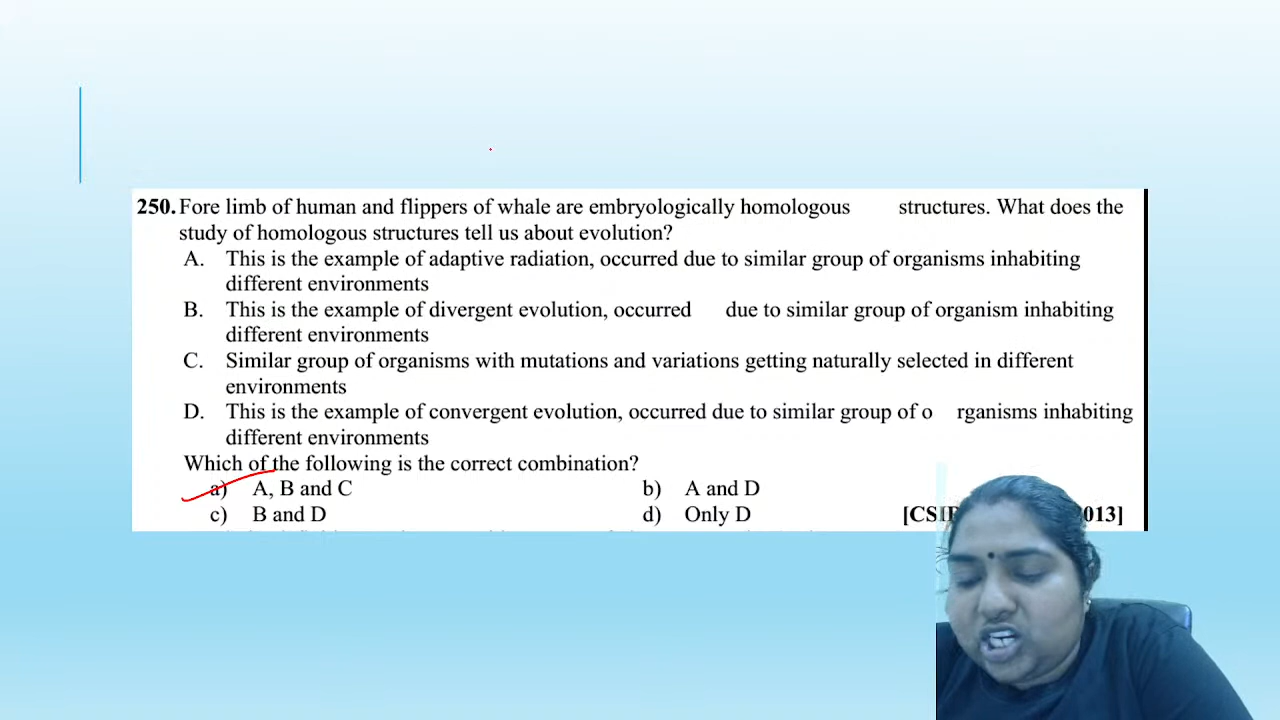 250. Fore limb of human and flippers of whale are embryologically homologous structures. What does the
study of homologous structures tell us about evolution?
A. This is the example of adaptive radiation, occurred due to similar group of organisms inhabiting
different environments
B. This is the example of divergent evolution, occurred due to similar group of organism inhabiting
different environments
C. Similar group of organisms with mutations and variations getting naturally selected in different
environments
D. This is the example of convergent evolution, occurred due to similar group of o rganisms inhabiting
different environments
Which of the following is the correct combination?
a) A, B and C b) A and D
c) B and D d) Only D